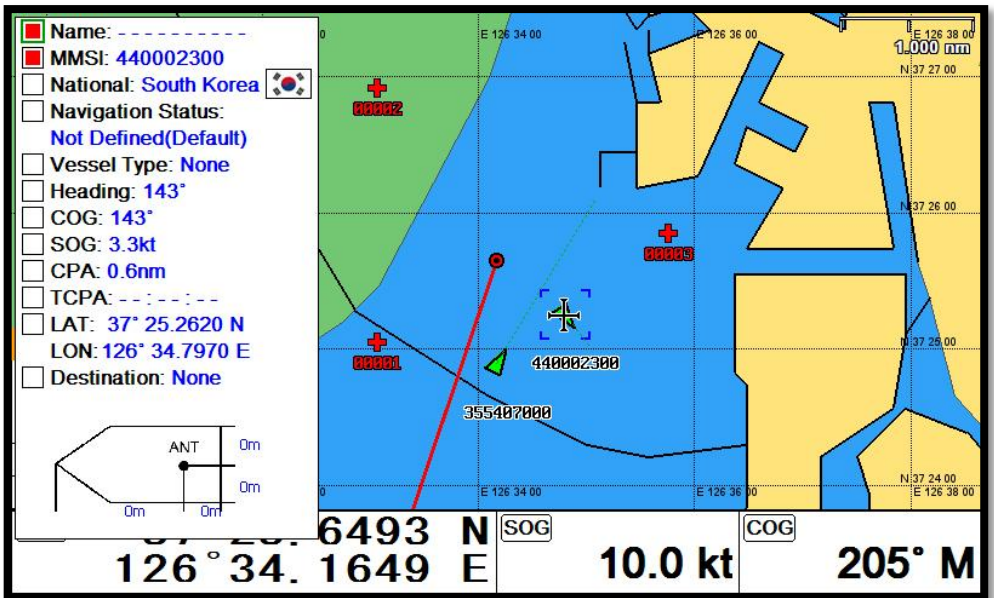 Name: - - - - - - - - - -
MMSI: 440002300
National: South Korea
Navigation Status:
Not Defined(Default)
Vessel Type: None
Heading: 143°
COG: 143°
SOG: 3.3kt
CPA: 0.6nm
TCPA: - - : - - : - -
LAT: 37° 25.2620 N
LON: 126° 34.7970 E
Destination: None
ANT
0m
0m
0m
0m
E 126 34 00
E 126 36 00
E 126 38 00
1.000 nm
N 37 27 00
00002
N 37 26 00
00003
N 37 25 00
00001
440002300
355407000
N 37 24 00
E 126 34 00
E 126 36 00
E 126 38 00
6493 N
126°34. 1649 E
SOG
10.0 kt
COG
205° M